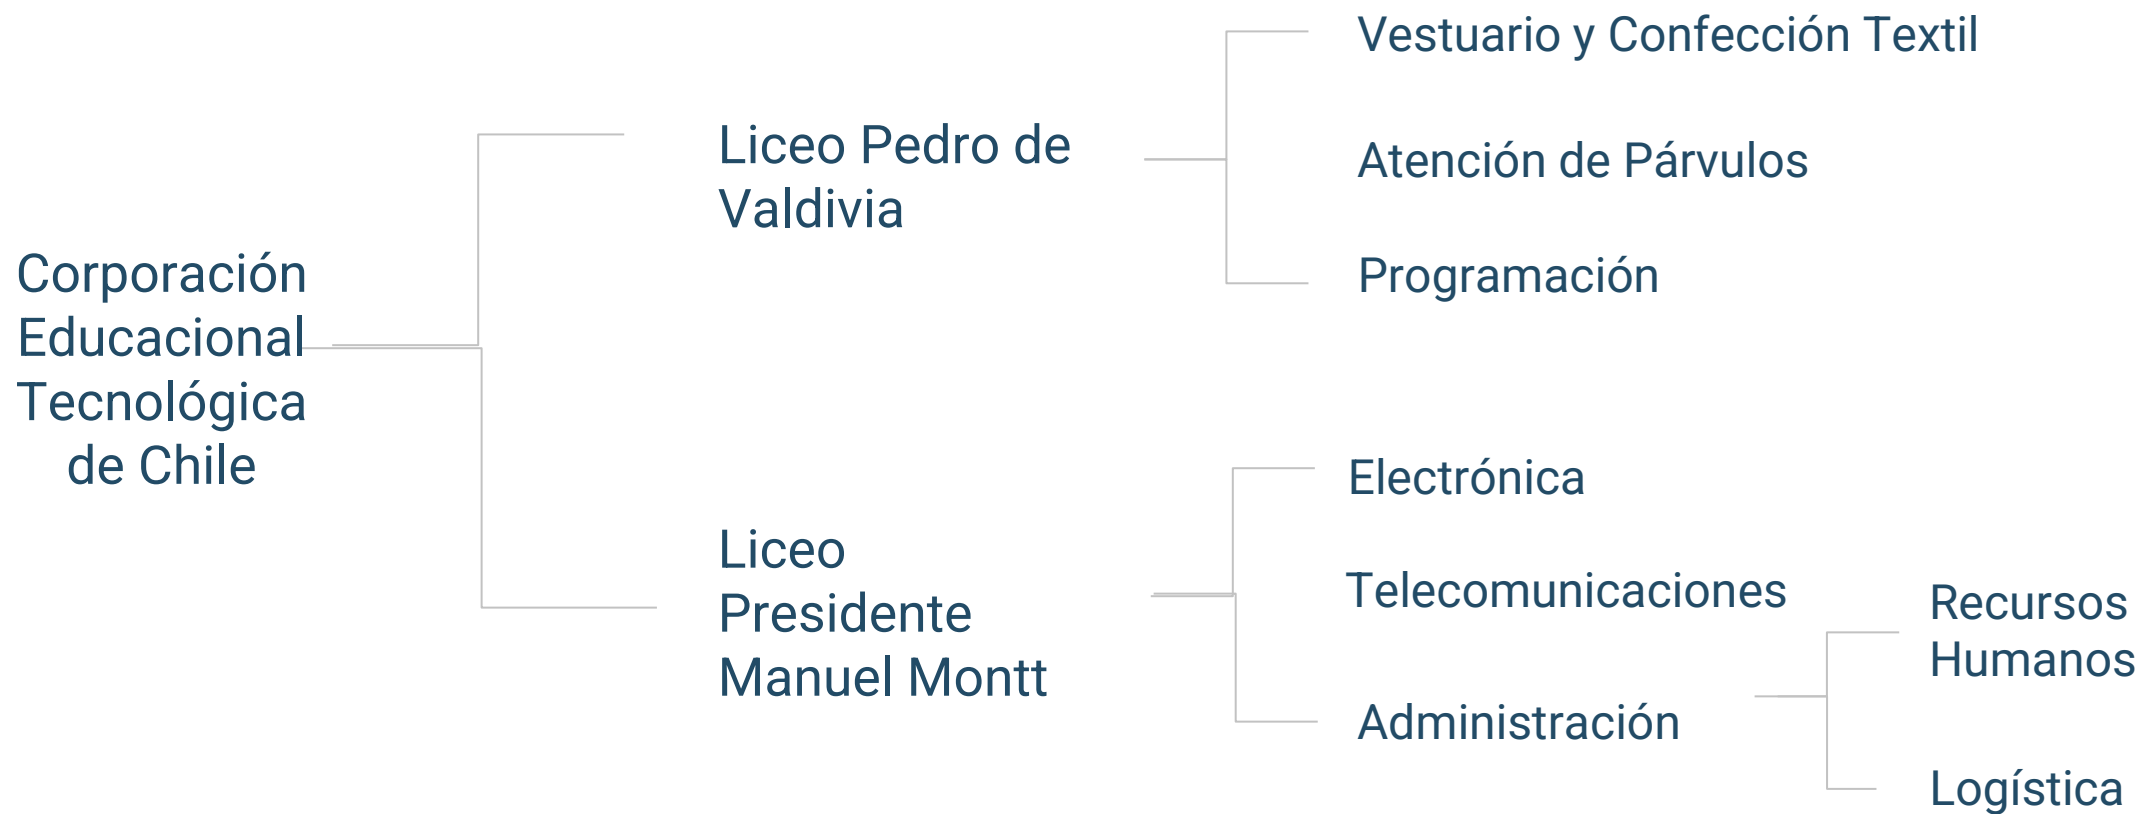 Corporación
Educacional
Tecnológica
de Chile
Liceo Pedro de
Valdivia
Vestuario y Confección Textil
Atención de Párvulos
Programación
Liceo
Presidente
Manuel Montt
Electrónica
Telecomunicaciones
Administración
Recursos
Humanos
Logística